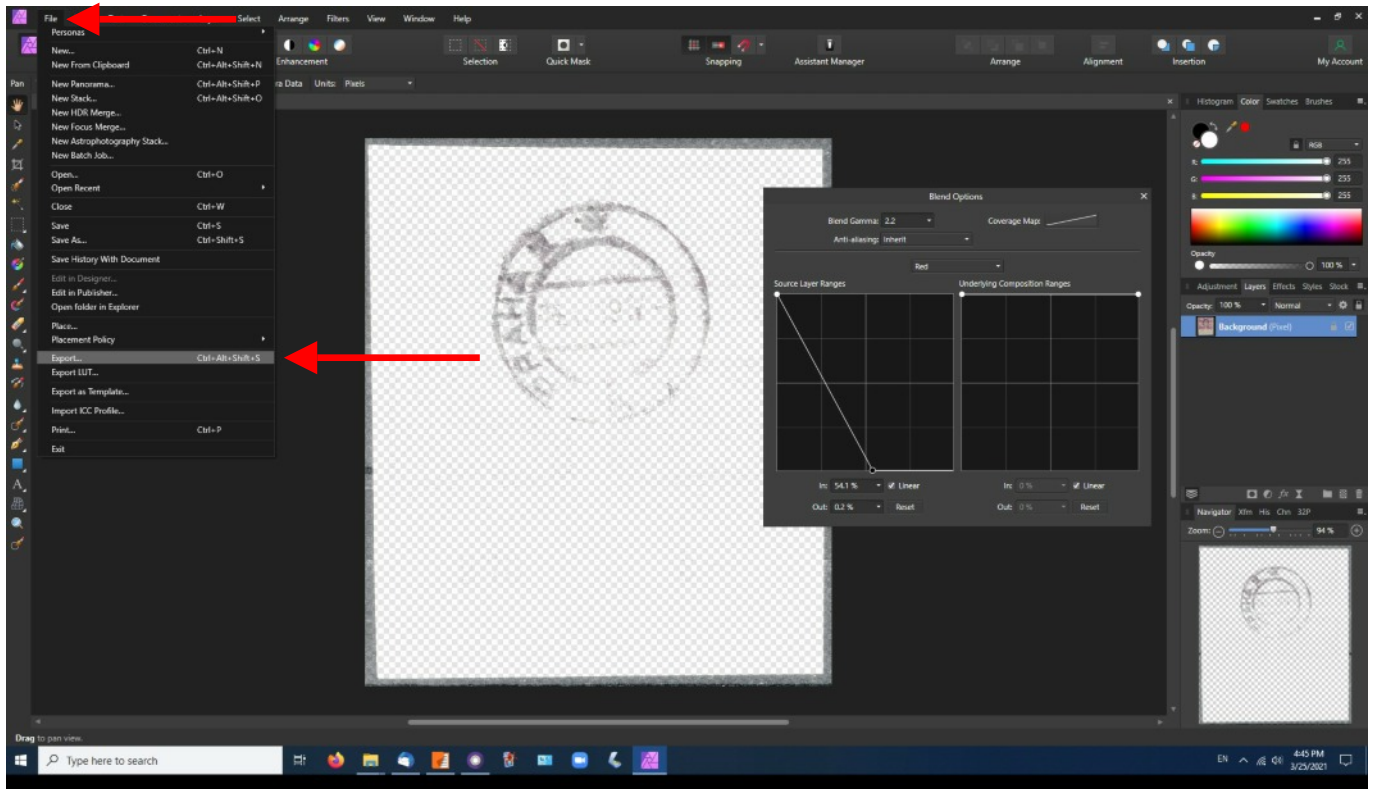 File Select Arrange Filters View Window Help
Personas
New... Ctrl+N
New From Clipboard Ctrl+Alt+Shift+N
New Panorama... Ctrl+Alt+Shift+P
New Stack... Ctrl+Alt+Shift+O
New HDR Merge...
New Focus Merge...
New Astrophotography Stack...
New Batch Job...
Open... Ctrl+O
Open Recent
Close Ctrl+W
Save Ctrl+S
Save As... Ctrl+Shift+S
Save History With Document
Edit in Designer...
Edit in Publisher...
Open folder in Explorer
Place...
Placement Policy
Export... Ctrl+Alt+Shift+S
Export LUT...
Export as Template...
Import ICC Profile...
Print... Ctrl+P
Exit
Enhancement Selection Quick Mask Snapping Assistant Manager Arrange Alignment Insertion My Account
Pan Data Units: Pixels
Blend Options
Blend Gamma: 2.2 Coverage Map:
Anti-aliasing: Inherit
Red
Source Layer Ranges Underlying Composition Ranges
In: 54.1 % Linear In: 0 % Linear
Out: 0.2 % Reset Out: 0 % Reset
Histogram Color Swatches Brushes
RGB
R: 255
G: 255
B: 255
Opacity
100 %
Adjustment Layers Effects Styles Stock
Opacity: 100 % Normal
Background (Pixel)
Navigator Xfm His Chn 32P
Zoom: 94 %
Drag to pan view.
Type here to search
EN 4:45 PM
3/25/2021